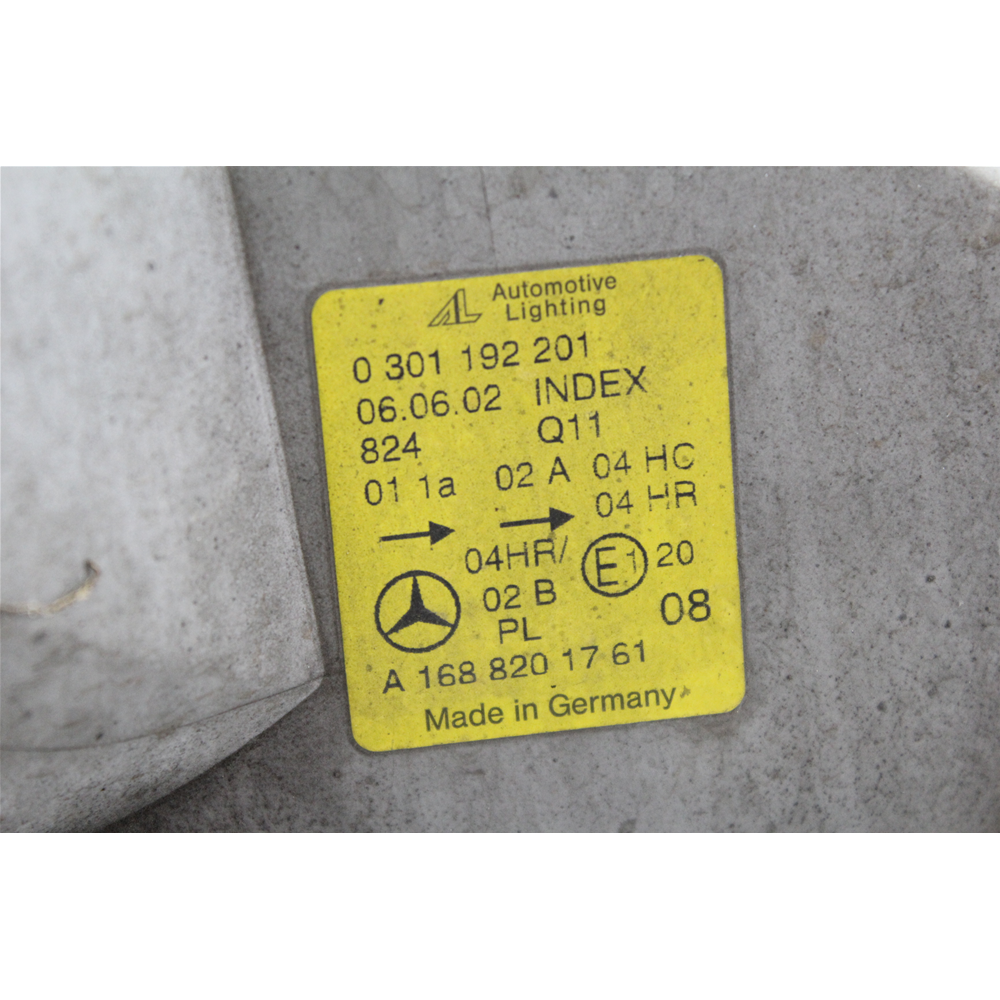 AL Automotive
Lighting
0 301 192 201
06.06.02 INDEX
824 Q11
01 1a 02 A 04 HC
04 HR
04HR/ E1 20
02 B 08
PL
A 168 820 17 61
Made in Germany